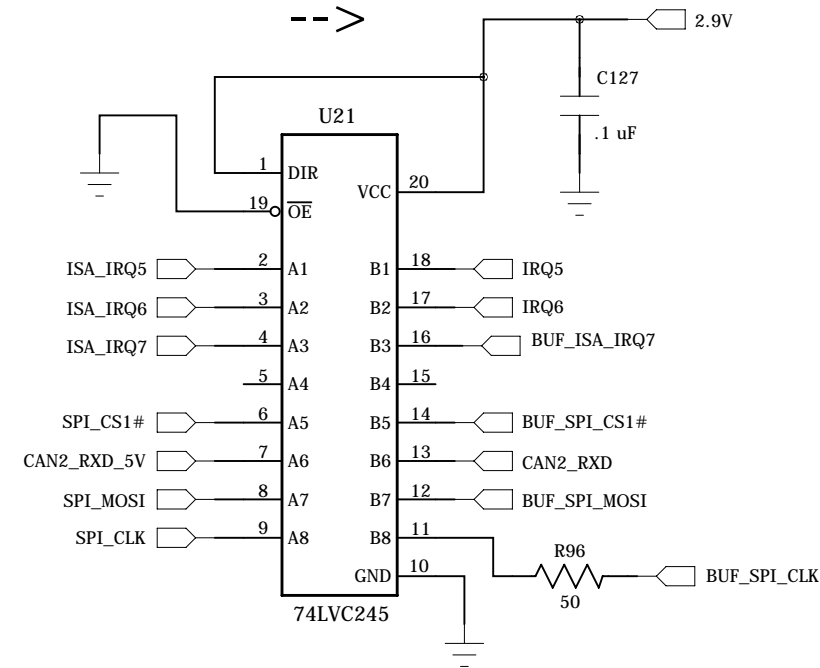 -->
2.9V
C127
.1 uF
U21
1 DIR
VCC 20
19 OE
ISA_IRQ5 2 A1 B1 18 IRQ5
ISA_IRQ6 3 A2 B2 17 IRQ6
ISA_IRQ7 4 A3 B3 16 BUF_ISA_IRQ7
5 A4 B4 15
SPI_CS1# 6 A5 B5 14 BUF_SPI_CS1#
CAN2_RXD_5V 7 A6 B6 13 CAN2_RXD
SPI_MOSI 8 A7 B7 12 BUF_SPI_MOSI
SPI_CLK 9 A8 B8 11
R96
GND 10
50
BUF_SPI_CLK
74LVC245